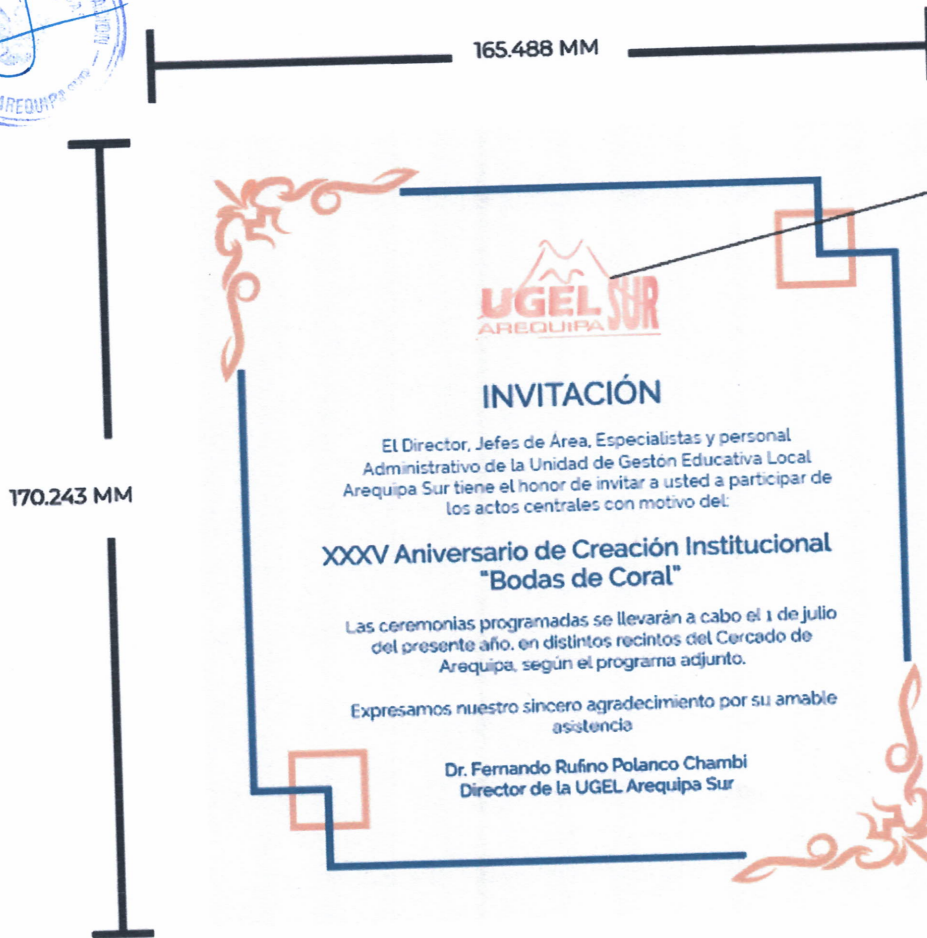 AREQUIPA SUR
165.488 MM
170.243 MM
UGEL SUR
AREQUIPA
INVITACIÓN
El Director, Jefes de Área, Especialistas y personal
Administrativo de la Unidad de Gestón Educativa Local
Arequipa Sur tiene el honor de invitar a usted a participar de
los actos centrales con motivo del:
XXXV Aniversario de Creación Institucional
"Bodas de Coral"
Las ceremonias programadas se llevarán a cabo el 1 de julio
del presente año, en distintos recintos del Cercado de
Arequipa, según el programa adjunto.
Expresamos nuestro sincero agradecimiento por su amable
asistencia
Dr. Fernando Rufino Polanco Chambi
Director de la UGEL Arequipa Sur